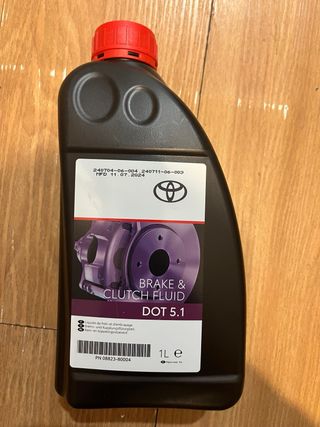 240704-06-004 240711-06-003
MFD 11.07.2024
BRAKE &
CLUTCH FLUID
DOT 5.1
PN 08823-80004
1L e